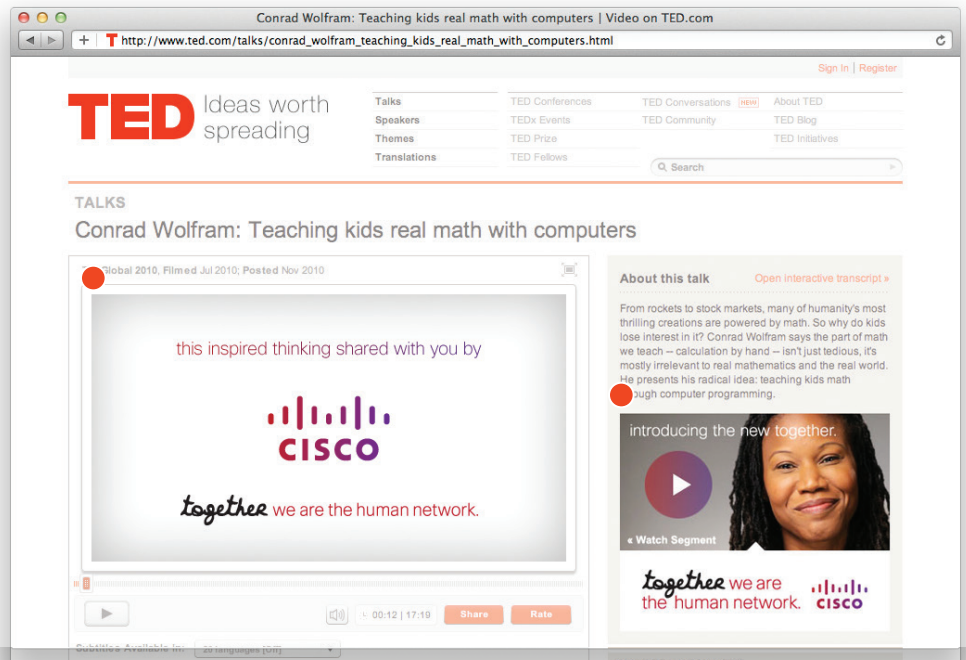 Conrad Wolfram: Teaching kids real math with computers | Video on TED.com
http://www.ted.com/talks/conrad_wolfram_teaching_kids_real_math_with_computers.html
Sign In | Register
TED Ideas worth
spreading
Talks
Speakers
Themes
Translations
TED Conferences
TEDx Events
TED Prize
TED Fellows
TED Conversations NEW!
TED Community
About TED
TED Blog
TED Initiatives
Search
TALKS
Conrad Wolfram: Teaching kids real math with computers
Global 2010, Filmed Jul 2010; Posted Nov 2010
this inspired thinking shared with you by
CISCO
together we are the human network.
00:12 | 17:19
Share
Rate
Subtitles Available in:
About this talk
Open interactive transcript »
From rockets to stock markets, many of humanity's most
thrilling creations are powered by math. So why do kids
lose interest in it? Conrad Wolfram says the part of math
we teach -- calculation by hand -- isn't just tedious, it's
mostly irrelevant to real mathematics and the real world.
He presents his radical idea: teaching kids math
ough computer programming.
introducing the new together.
« Watch Segment
together we are
the human network.
CISCO